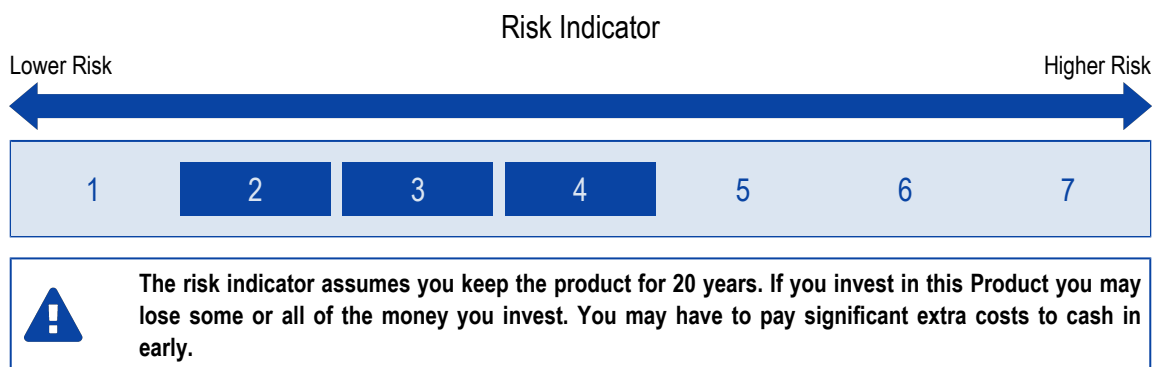 Risk Indicator
Lower Risk Higher Risk
1 2 3 4 5 6 7
The risk indicator assumes you keep the product for 20 years. If you invest in this Product you may
lose some or all of the money you invest. You may have to pay significant extra costs to cash in
early.